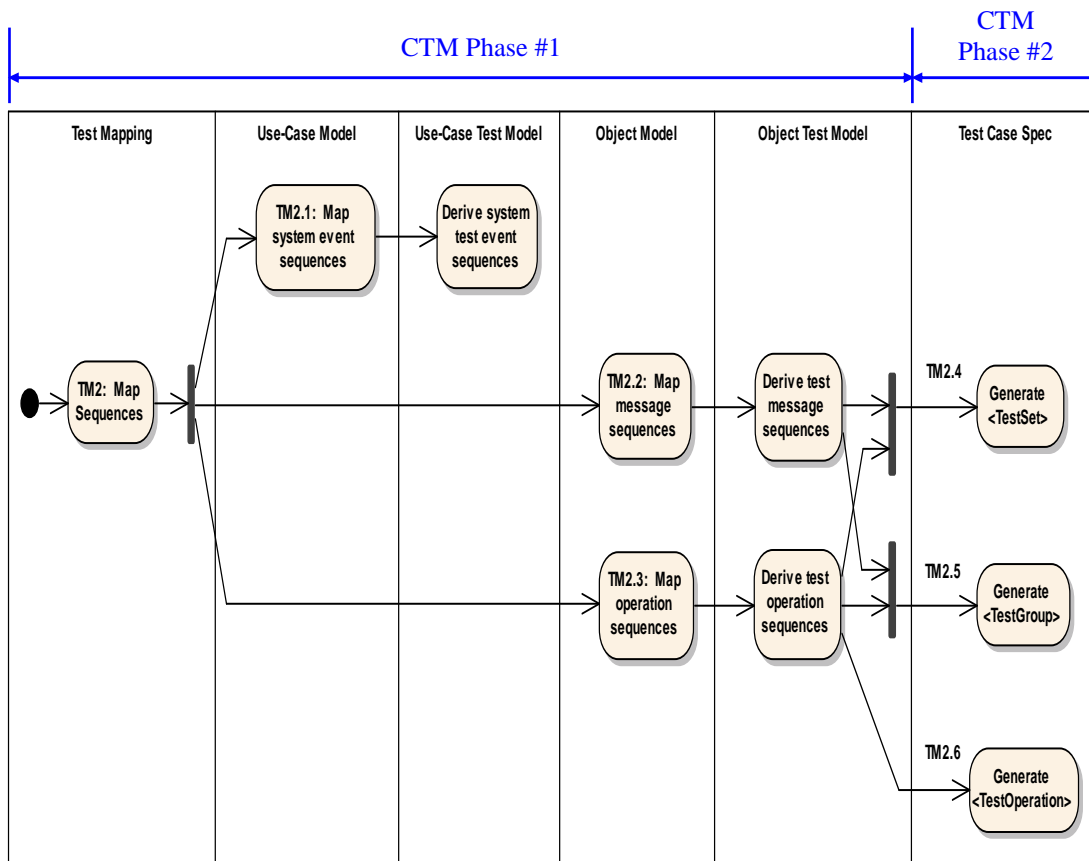 CTM Phase #1
CTM
Phase #2
Test Mapping
Use-Case Model
Use-Case Test Model
Object Model
Object Test Model
Test Case Spec
TM2.1: Map
system event
sequences
Derive system
test event
sequences
TM2: Map
Sequences
TM2.2: Map
message
sequences
Derive test
message
sequences
TM2.4
Generate
<TestSet>
TM2.3: Map
operation
sequences
Derive test
operation
sequences
TM2.5
Generate
<TestGroup>
TM2.6
Generate
<TestOperation>